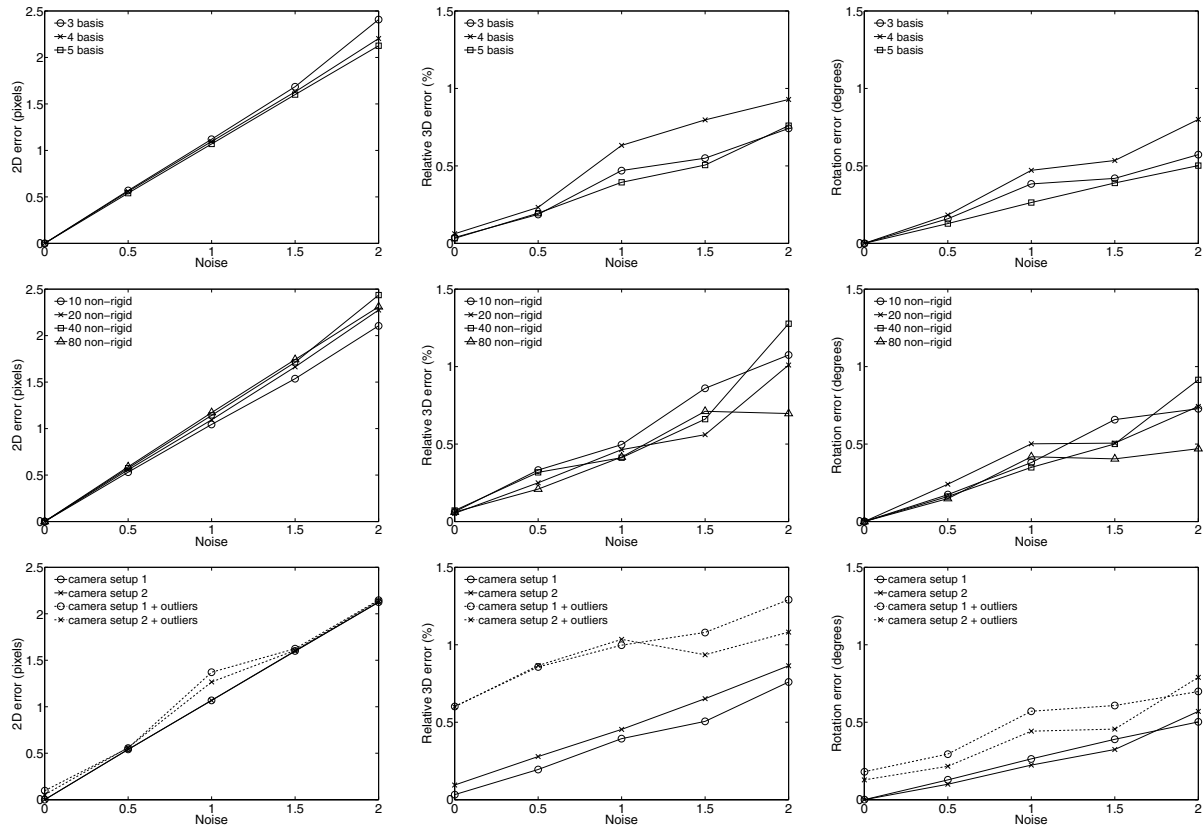 2.5
2
1.5
1
0.5
0
2D error (pixels)
3 basis
4 basis
5 basis
0 0.5 1 1.5 2
Noise
1.5
1
0.5
0
Relative 3D error (%)
3 basis
4 basis
5 basis
0 0.5 1 1.5 2
Noise
1.5
1
0.5
0
Rotation error (degrees)
3 basis
4 basis
5 basis
0 0.5 1 1.5 2
Noise
2.5
2
1.5
1
0.5
0
2D error (pixels)
10 non−rigid
20 non−rigid
40 non−rigid
80 non−rigid
0 0.5 1 1.5 2
Noise
1.5
1
0.5
0
Relative 3D error (%)
10 non−rigid
20 non−rigid
40 non−rigid
80 non−rigid
0 0.5 1 1.5 2
Noise
1.5
1
0.5
0
Rotation error (degrees)
10 non−rigid
20 non−rigid
40 non−rigid
80 non−rigid
0 0.5 1 1.5 2
Noise
2.5
2
1.5
1
0.5
0
2D error (pixels)
camera setup 1
camera setup 2
camera setup 1 + outliers
camera setup 2 + outliers
0 0.5 1 1.5 2
Noise
1.5
1
0.5
0
Relative 3D error (%)
camera setup 1
camera setup 2
camera setup 1 + outliers
camera setup 2 + outliers
0 0.5 1 1.5 2
Noise
1.5
1
0.5
0
Rotation error (degrees)
camera setup 1
camera setup 2
camera setup 1 + outliers
camera setup 2 + outliers
0 0.5 1 1.5 2
Noise